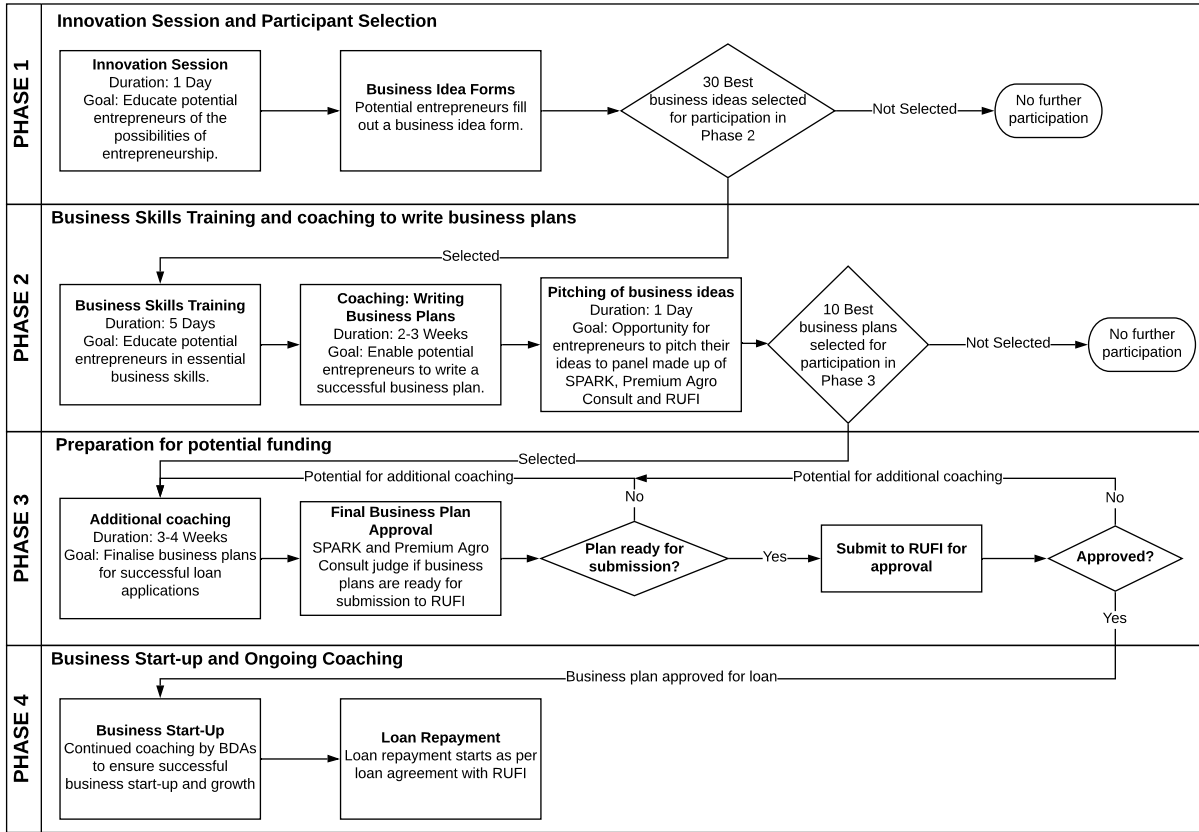 PHASE 1
Innovation Session and Participant Selection
Innovation Session
Duration: 1 Day
Goal: Educate potential
entrepreneurs of the
possibilities of
entrepreneurship.
Business Idea Forms
Potential entrepreneurs fill
out a business idea form.
30 Best
business ideas selected
for participation in
Phase 2
Not Selected
No further
participation
PHASE 2
Business Skills Training and coaching to write business plans
Selected
Business Skills Training
Duration: 5 Days
Goal: Educate potential
entrepreneurs in essential
business skills.
Coaching: Writing
Business Plans
Duration: 2-3 Weeks
Goal: Enable potential
entrepreneurs to write a
successful business plan.
Pitching of business ideas
Duration: 1 Day
Goal: Opportunity for
entrepreneurs to pitch their
ideas to panel made up of
SPARK, Premium Agro
Consult and RUFI
10 Best
business plans
selected for
participation in
Phase 3
Not Selected
No further
participation
PHASE 3
Preparation for potential funding
Selected
Potential for additional coaching
Potential for additional coaching
Additional coaching
Duration: 3-4 Weeks
Goal: Finalise business plans
for successful loan
applications
Final Business Plan
Approval
SPARK and Premium Agro
Consult judge if business
plans are ready for
submission to RUFI
No
Plan ready for
submission?
Yes
Submit to RUFI for
approval
No
Approved?
Yes
PHASE 4
Business Start-up and Ongoing Coaching
Business plan approved for loan
Business Start-Up
Continued coaching by BDAs
to ensure successful
business start-up and growth
Loan Repayment
Loan repayment starts as per
loan agreement with RUFI